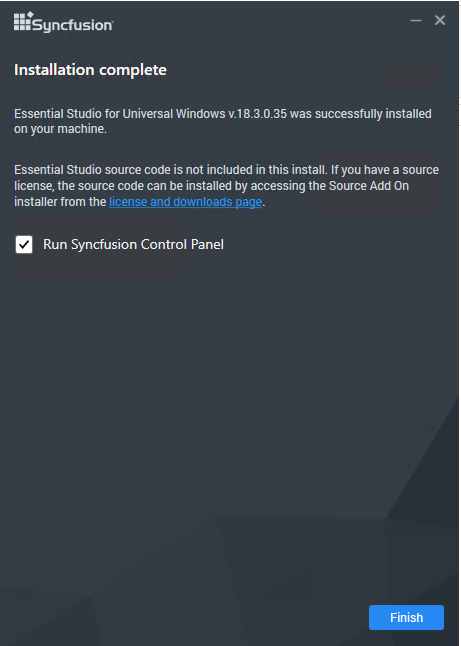 Syncfusion
Installation complete
Essential Studio for Universal Windows v.18.3.0.35 was successfully installed
on your machine.
Essential Studio source code is not included in this install. If you have a source
license, the source code can be installed by accessing the Source Add On
installer from the license and downloads page.
Run Syncfusion Control Panel
Finish